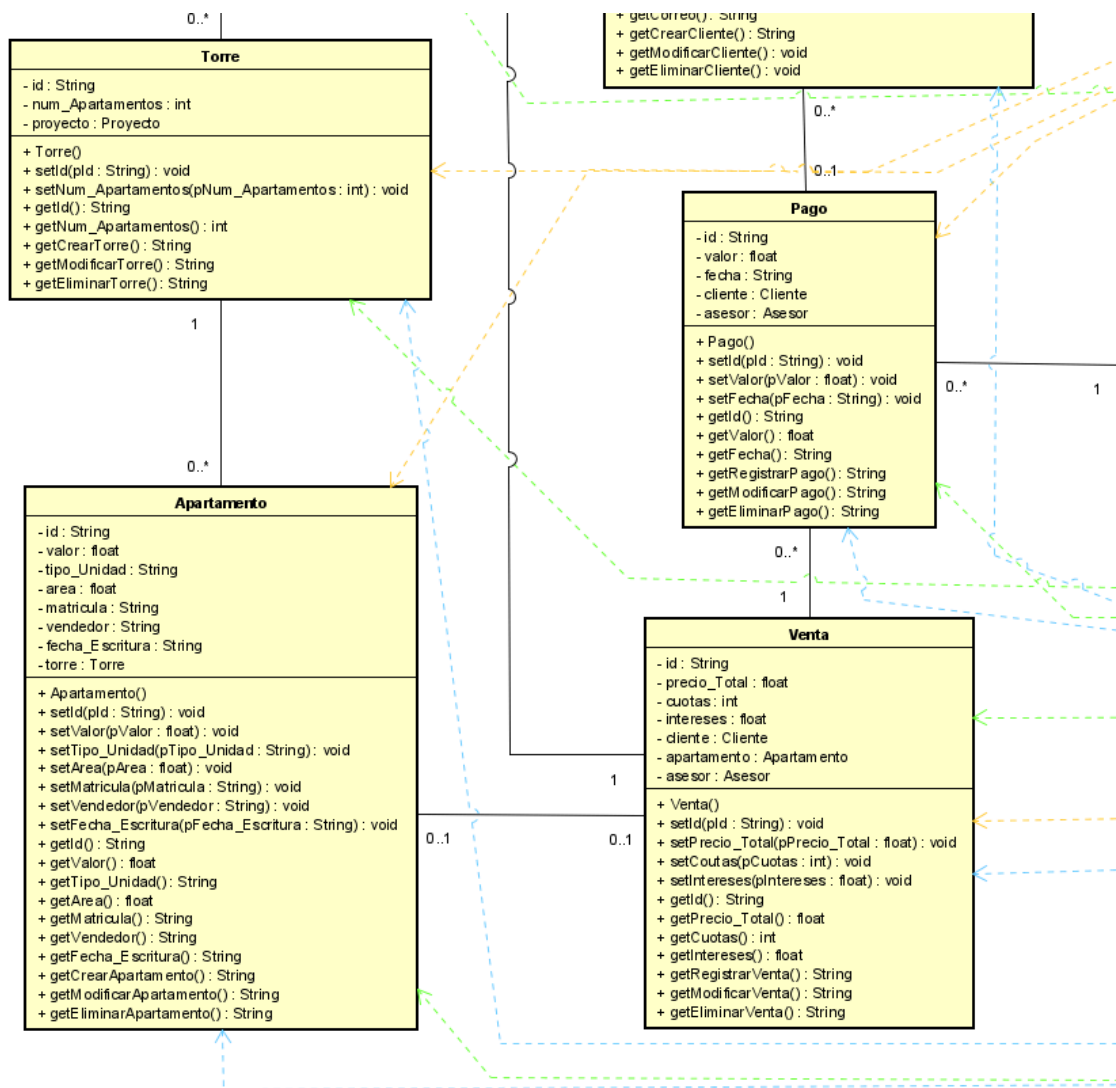 0..*
Torre
- id : String
- num_Apartamentos : int
- proyecto : Proyecto
+ Torre()
+ setId(pId : String) : void
+ setNum_Apartamentos(pNum_Apartamentos : int) : void
+ getId() : String
+ getNum_Apartamentos() : int
+ getCrearTorre() : String
+ getModificarTorre() : String
+ getEliminarTorre() : String
1
0..*
Apartamento
- id : String
- valor : float
- tipo_Unidad : String
- area : float
- matricula : String
- vendedor : String
- fecha_Escritura : String
- torre : Torre
+ Apartamento()
+ setId(pId : String) : void
+ setValor(pValor : float) : void
+ setTipo_Unidad(pTipo_Unidad : String) : void
+ setArea(pArea : float) : void
+ setMatricula(pMatricula : String) : void
+ setVendedor(pVendedor : String) : void
+ setFecha_Escritura(pFecha_Escritura : String) : void
+ getId() : String
+ getValor() : float
+ getTipo_Unidad() : String
+ getArea() : float
+ getMatricula() : String
+ getVendedor() : String
+ getFecha_Escritura() : String
+ getCrearApartamento() : String
+ getModificarApartamento() : String
+ getEliminarApartamento() : String
0..1
0..1
1
+ getCorreo() : String
+ getCrearCliente() : String
+ getModificarCliente() : void
+ getEliminarCliente() : void
0..*
0..1
Pago
- id : String
- valor : float
- fecha : String
- cliente : Cliente
- asesor : Asesor
+ Pago()
+ setId(pId : String) : void
+ setValor(pValor : float) : void
+ setFecha(pFecha : String) : void
+ getId() : String
+ getValor() : float
+ getFecha() : String
+ getRegistrarPago() : String
+ getModificarPago() : String
+ getEliminarPago() : String
0..*
1
0..*
1
Venta
- id : String
- precio_Total : float
- cuotas : int
- intereses : float
- cliente : Cliente
- apartamento : Apartamento
- asesor : Asesor
+ Venta()
+ setId(pId : String) : void
+ setPrecio_Total(pPrecio_Total : float) : void
+ setCoutas(pCuotas : int) : void
+ setIntereses(pIntereses : float) : void
+ getId() : String
+ getPrecio_Total() : float
+ getCuotas() : int
+ getIntereses() : float
+ getRegistrarVenta() : String
+ getModificarVenta() : String
+ getEliminarVenta() : String